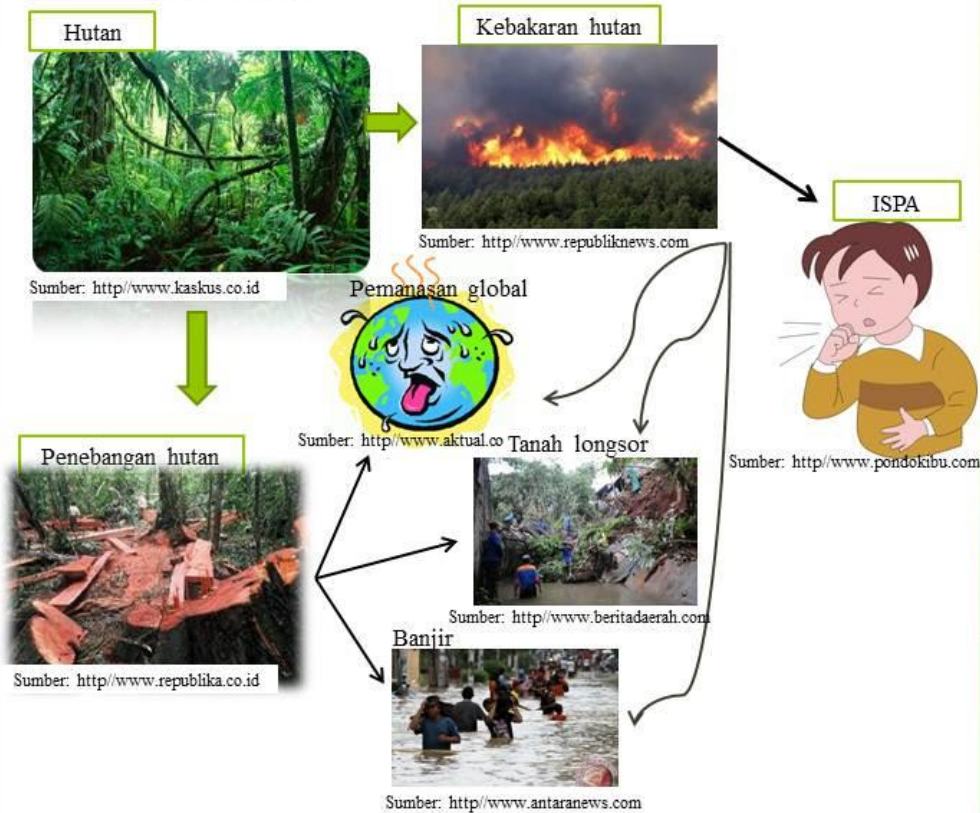 Hutan
Kebakaran hutan
ISPA
Sumber: http//www.republiknews.com
Sumber: http//www.kaskus.co.id
Pemanasan global
Sumber: http//www.aktual.co
Tanah longsor
Penebangan hutan
Sumber: http//www.pondokibu.com
Sumber: http//www.beritadaerah.com
Banjir
Sumber: http//www.republika.co.id
Sumber: http//www.antaranews.com